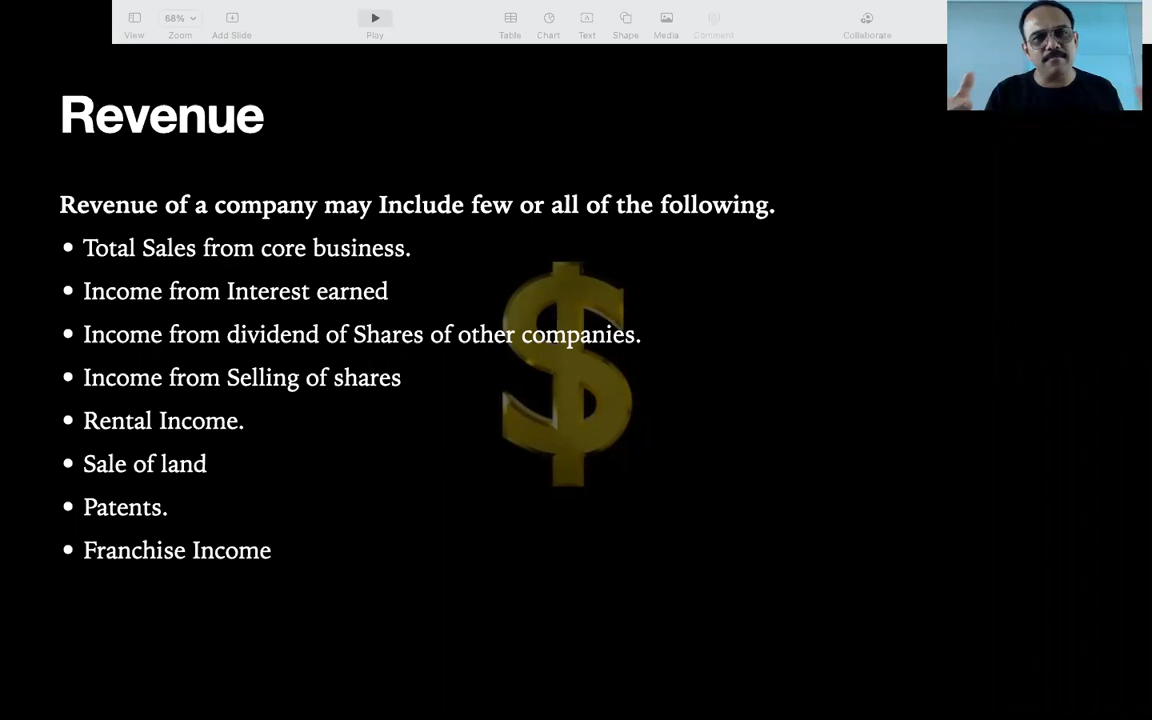 68%
View
Zoom
Add Slide
Play
Table
Chart
Text
Shape
Media
Comment
Collaborate
Revenue
Revenue of a company may Include few or all of the following.
• Total Sales from core business.
• Income from Interest earned
• Income from dividend of Shares of other companies.
• Income from Selling of shares
• Rental Income.
• Sale of land
• Patents.
• Franchise Income